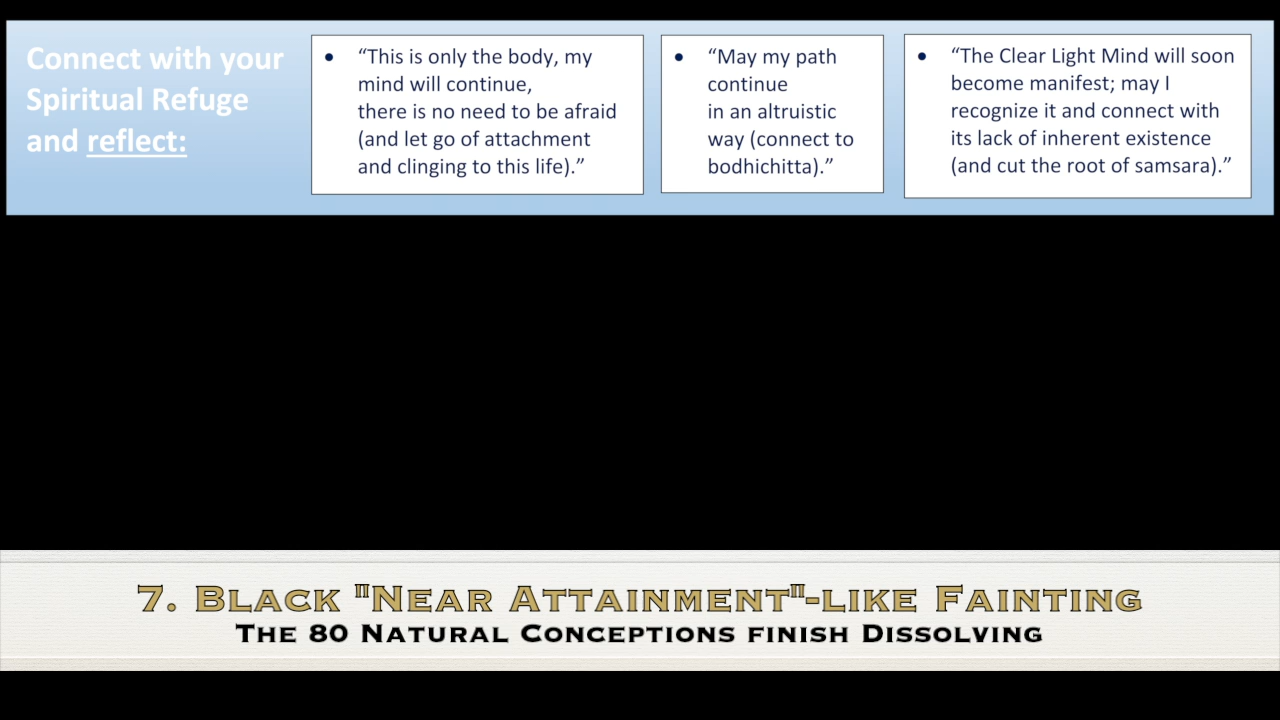 Connect with your
Spiritual Refuge
and reflect:
• “This is only the body, my
mind will continue,
there is no need to be afraid
(and let go of attachment
and clinging to this life).”
• “May my path
continue
in an altruistic
way (connect to
bodhichitta).”
• “The Clear Light Mind will soon
become manifest; may I
recognize it and connect with
its lack of inherent existence
(and cut the root of samsara).”
7. Black "Near Attainment"-like Fainting
The 80 Natural Conceptions finish Dissolving